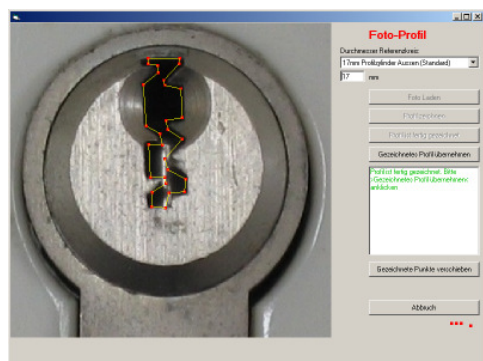 Foto-Profil
Durchmesser Referenzkreis:
17mm Profilzylinder Aussen (Standard)
17 mm
Foto Laden
Profil zeichnen
Profil ist fertig gezeichnet
Gezeichnetes Profil übernehmen
Profil ist fertig gezeichnet. Bitte
>Gezeichnetes Profil übernehmen<
anklicken
Gezeichnete Punkte verschieben
Abbruch